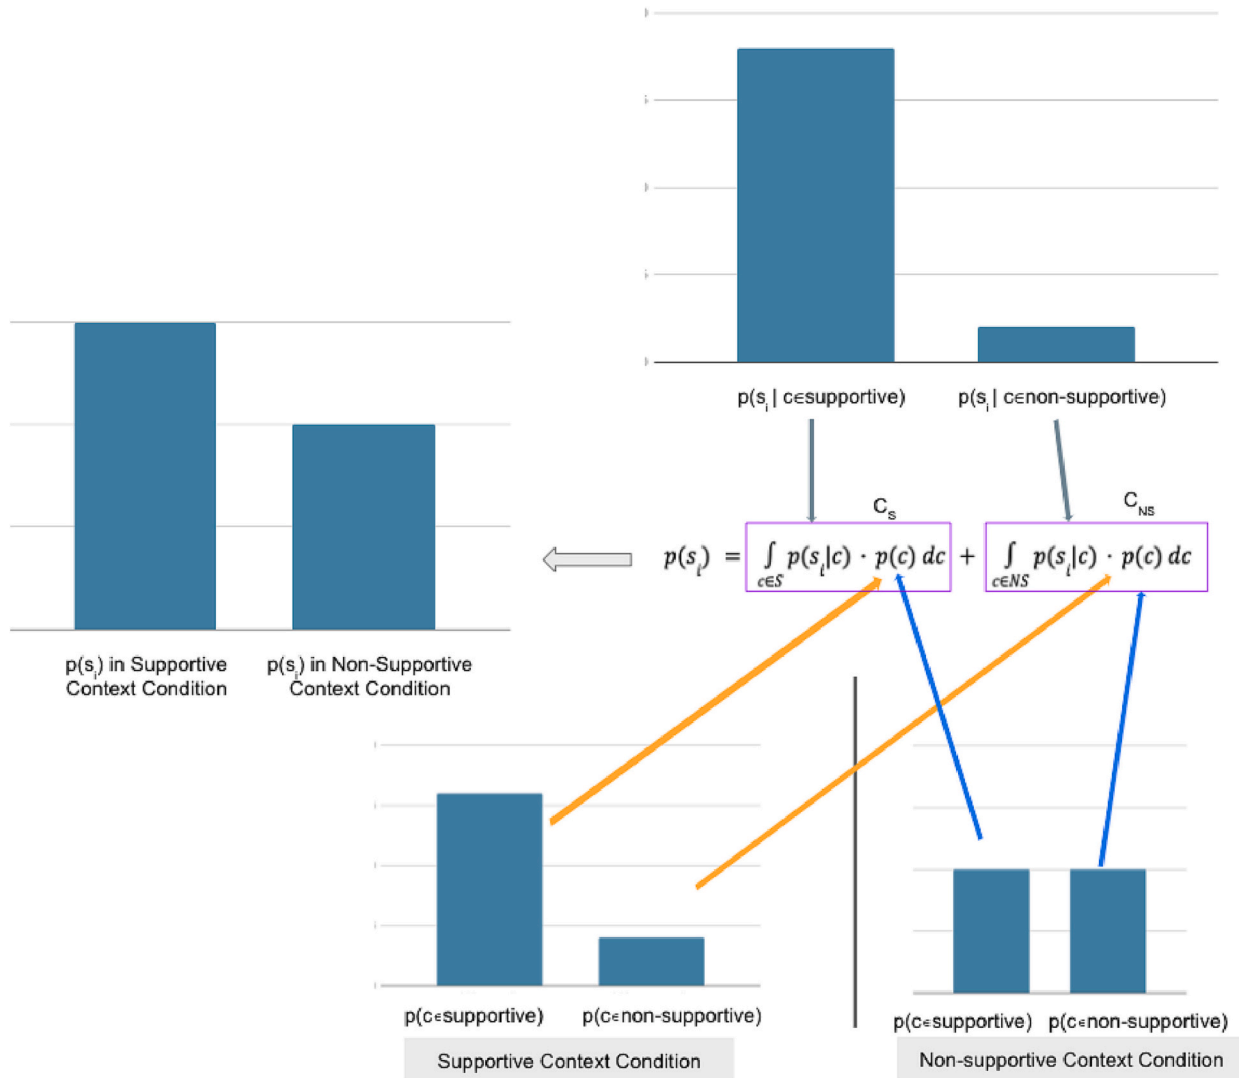 p(s_i | c∈supportive) p(s_i | c∈non-supportive)
C_S C_NS
p(s_i) = ∫_{c∈S} p(s_i|c) · p(c) dc + ∫_{c∈NS} p(s_i|c) · p(c) dc
p(s_i) in Supportive
Context Condition
p(s_i) in Non-Supportive
Context Condition
p(c∈supportive) p(c∈non-supportive)
Supportive Context Condition
p(c∈supportive) p(c∈non-supportive)
Non-supportive Context Condition